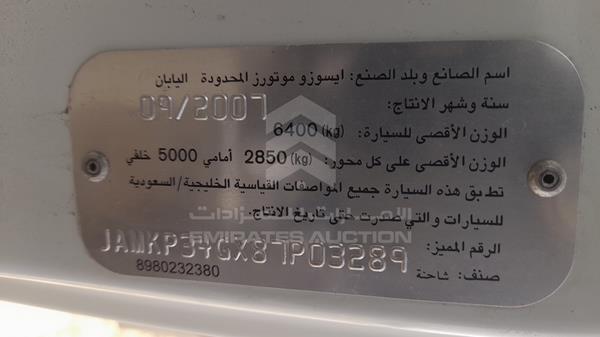 اسم الصانع وبلد الصنع: ايسوزو موتورز المحدودة اليابان
سنة وشهر الانتاج: 09/2007
الوزن الأقصى للسيارة: 6400 (kg)
الوزن الأقصى على كل محور: 2850 (kg) أمامي 5000 خلفي
تطبق هذه السيارة جميع المواصفات القياسية الخليجية/السعودية
للسيارات والتي صدرت حتى تاريخ الانتاج.
الإمارات للمزادات
EMIRATES AUCTION
الرقم المميز: JAMKP34GX87P03289
صنف: شاحنة
8980232380